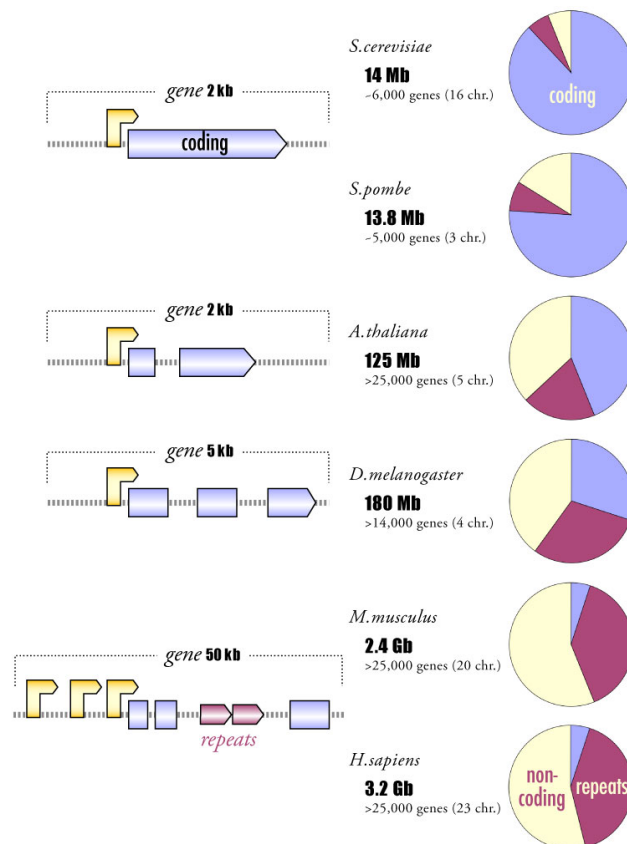 S.cerevisiae
14 Mb
~6,000 genes (16 chr.)
coding
gene 2 kb
coding
S.pombe
13.8 Mb
~5,000 genes (3 chr.)
gene 2 kb
A.thaliana
125 Mb
>25,000 genes (5 chr.)
gene 5 kb
D.melanogaster
180 Mb
>14,000 genes (4 chr.)
M.musculus
2.4 Gb
>25,000 genes (20 chr.)
gene 50 kb
repeats
H.sapiens
3.2 Gb
>25,000 genes (23 chr.)
non-
coding
repeats